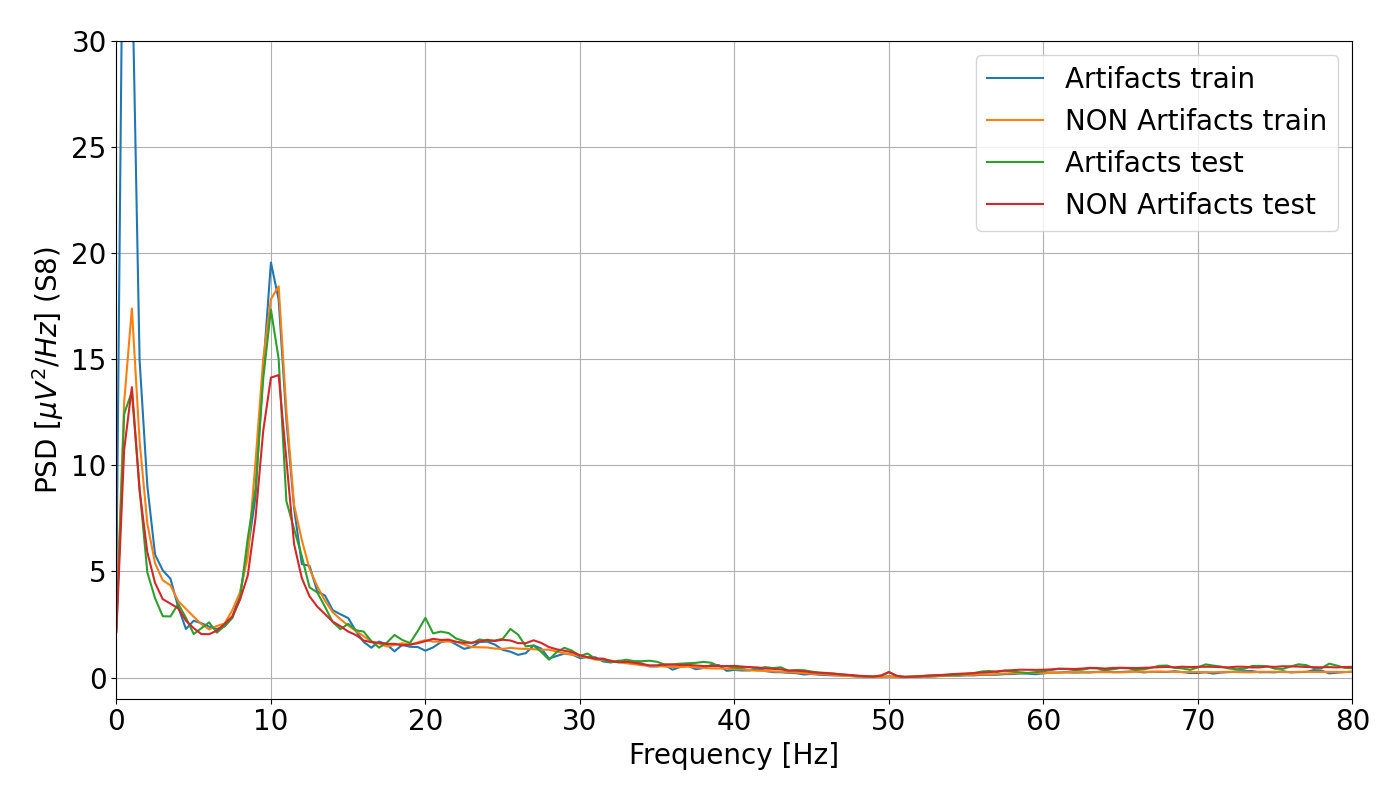 30
25
20
15
10
5
0
PSD [μV²/Hz] (S8)
Artifacts train
NON Artifacts train
Artifacts test
NON Artifacts test
0 10 20 30 40 50 60 70 80
Frequency [Hz]